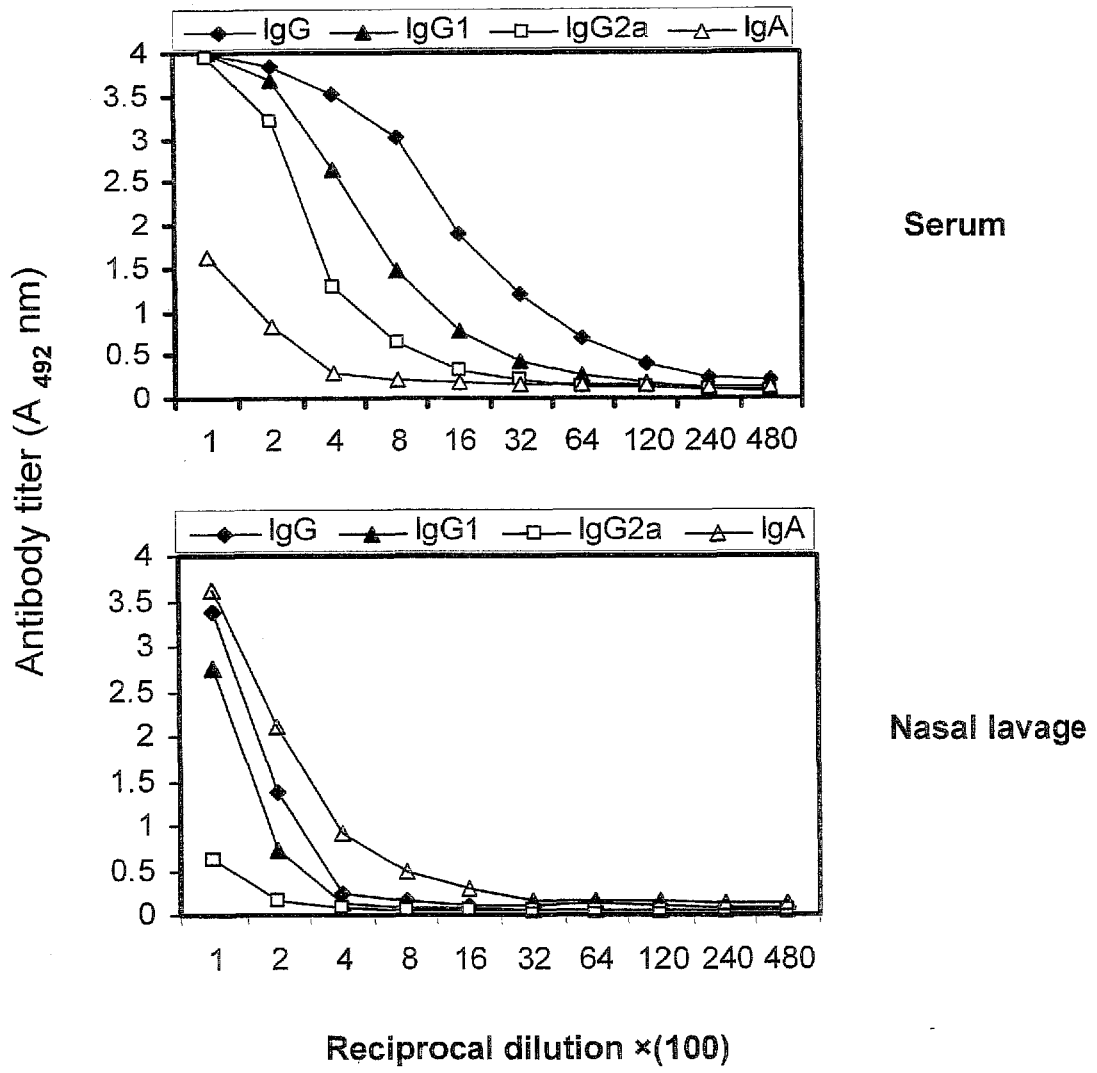 IgG IgG1 IgG2a IgA
4
3.5
3
2.5
2
1.5
1
0.5
0
1 2 4 8 16 32 64 120 240 480
Serum
Antibody titer (A 492 nm)
IgG IgG1 IgG2a IgA
4
3.5
3
2.5
2
1.5
1
0.5
0
1 2 4 8 16 32 64 120 240 480
Nasal lavage
Reciprocal dilution ×(100)